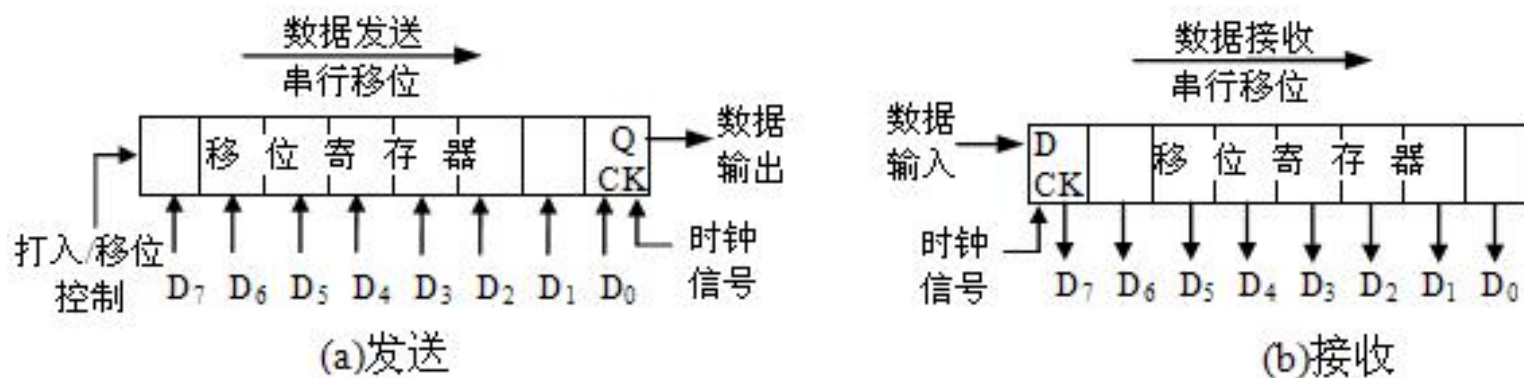 数据发送
串行移位
移位寄存器
Q
CK
数据
输出
打入/移位
控制
D7 D6 D5 D4 D3 D2 D1 D0
时钟
信号
(a)发送
数据接收
串行移位
数据
输入
D
CK
移位寄存器
时钟
信号
D7 D6 D5 D4 D3 D2 D1 D0
(b)接收